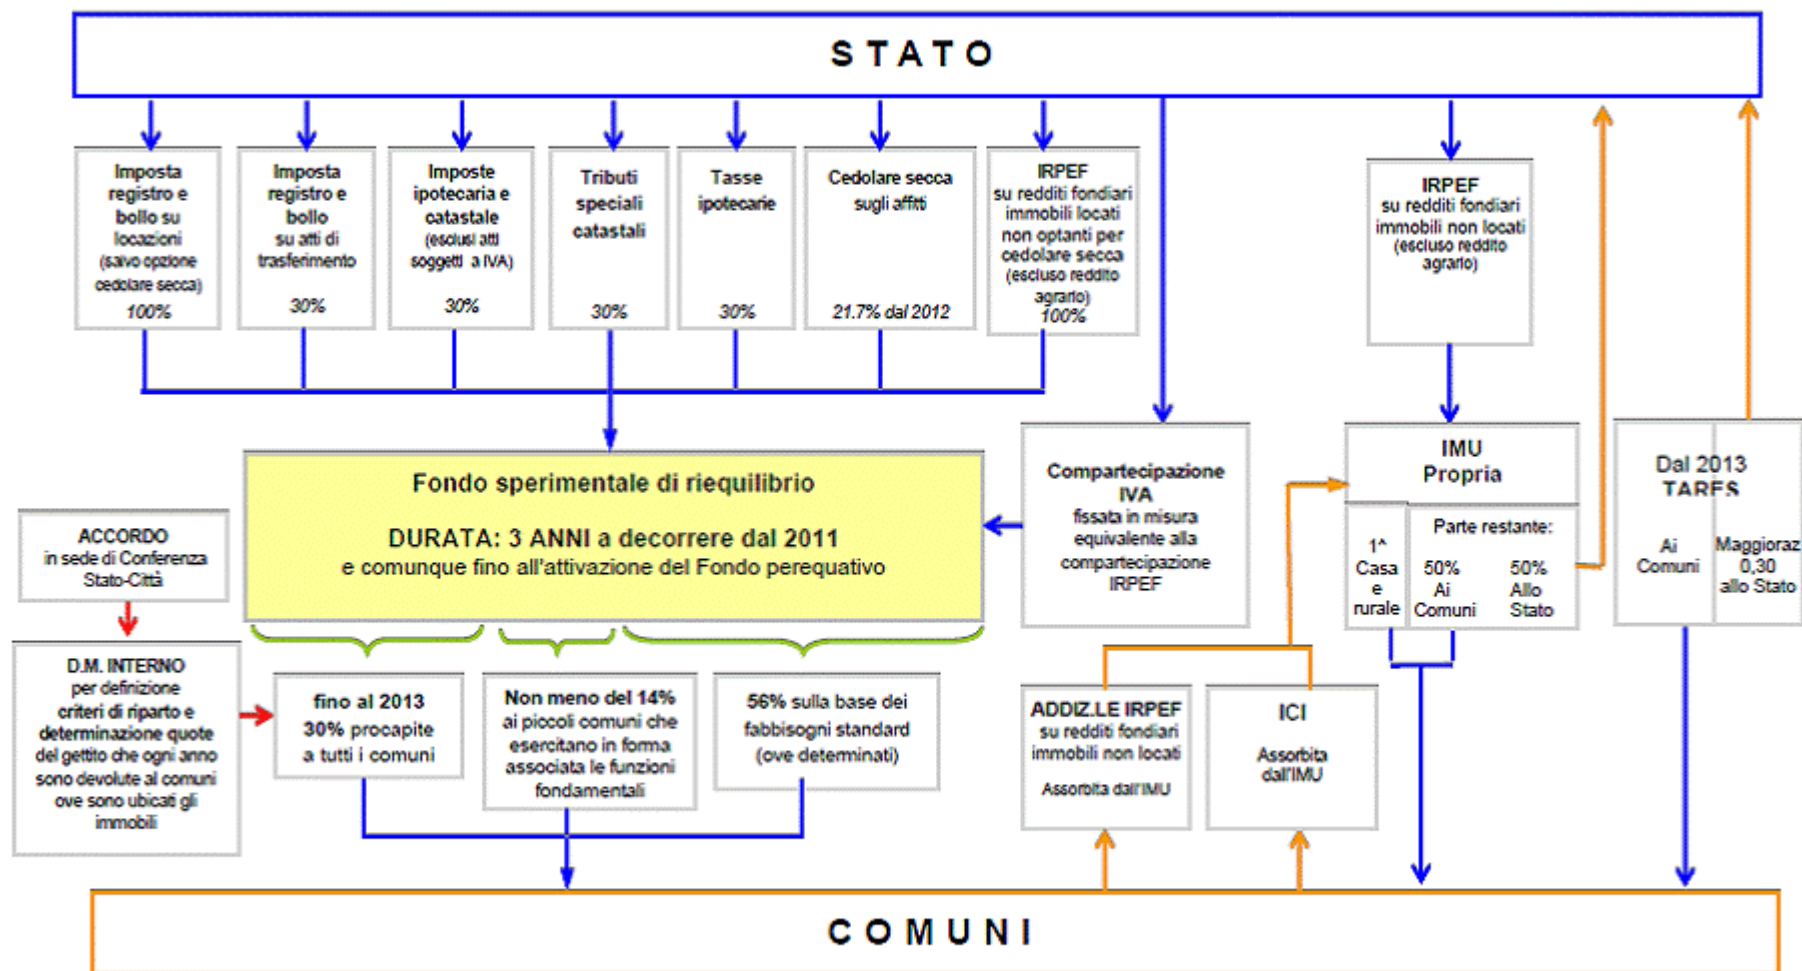 STATO
Imposta
registro e
bollo su
locazioni
(salvo opzione
cedolare secca)
100%
Imposta
registro e
bollo
su atti di
trasferimento
30%
Imposte
ipotecaria e
catastale
(esclusi atti
soggetti a IVA)
30%
Tributi
speciali
catastali
30%
Tasse
ipotecarie
30%
Cedolare secca
sugli affitti
21.7% dal 2012
IRPEF
su redditi fondiari
immobili locati
non optanti per
cedolare secca
(escluso reddito
agrario)
100%
IRPEF
su redditi fondiari
immobili non locati
(escluso reddito
agrario)
Fondo sperimentale di riequilibrio
DURATA: 3 ANNI a decorrere dal 2011
e comunque fino all'attivazione del Fondo perequativo
Compartecipazione
IVA
fissata in misura
equivalente alla
compartecipazione
IRPEF
IMU
Propria
1^
Casa
e
rurale
Parte restante:
50%
Ai
Comuni
50%
Allo
Stato
Dal 2013
TARES
Ai
Comuni
Maggioraz
0,30
allo Stato
ACCORDO
in sede di Conferenza
Stato-Città
D.M. INTERNO
per definizione
criteri di riparto e
determinazione quote
del gettito che ogni anno
sono devolute ai comuni
ove sono ubicati gli
immobili
fino al 2013
30% procapite
a tutti i comuni
Non meno del 14%
ai piccoli comuni che
esercitano in forma
associata le funzioni
fondamentali
56% sulla base dei
fabbisogni standard
(ove determinati)
ADDIZ.LE IRPEF
su redditi fondiari
immobili non locati
Assorbita dall'IMU
ICI
Assorbita
dall'IMU
COMUNI